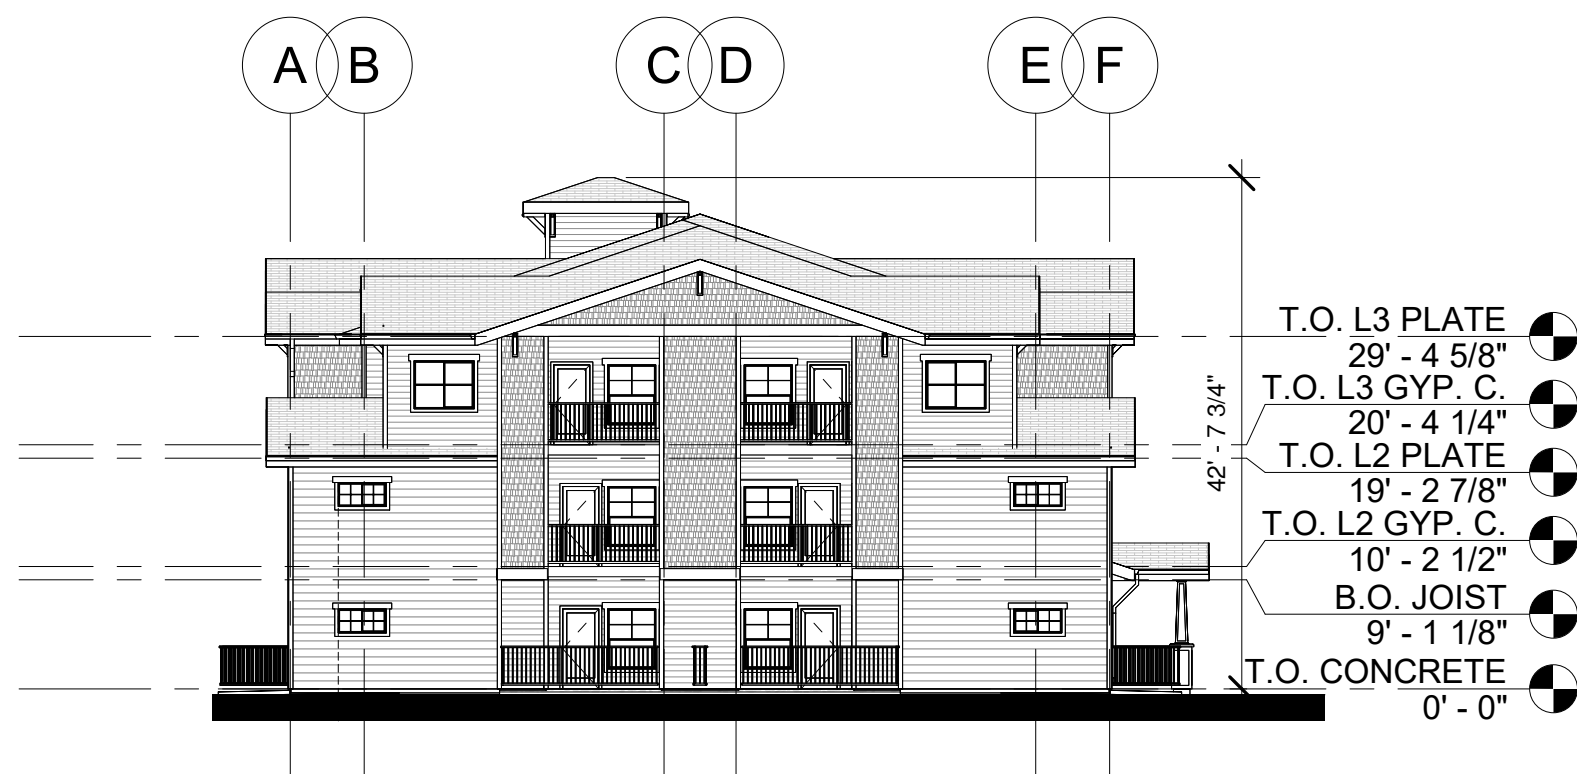 A B C D E F
T.O. L3 PLATE
29' - 4 5/8"
T.O. L3 GYP. C.
20' - 4 1/4"
42' - 7 3/4"
T.O. L2 PLATE
19' - 2 7/8"
T.O. L2 GYP. C.
10' - 2 1/2"
B.O. JOIST
9' - 1 1/8"
T.O. CONCRETE
0' - 0"